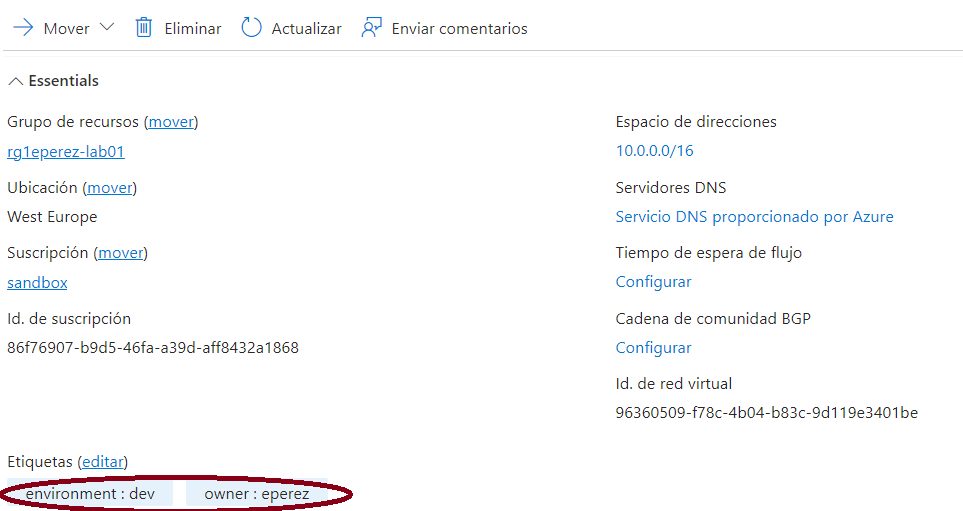 Mover Eliminar Actualizar Enviar comentarios
Essentials
Grupo de recursos (mover)
rg1eperez-lab01
Ubicación (mover)
West Europe
Suscripción (mover)
sandbox
Id. de suscripción
86f76907-b9d5-46fa-a39d-aff8432a1868
Espacio de direcciones
10.0.0.0/16
Servidores DNS
Servicio DNS proporcionado por Azure
Tiempo de espera de flujo
Configurar
Cadena de comunidad BGP
Configurar
Id. de red virtual
96360509-f78c-4b04-b83c-9d119e3401be
Etiquetas (editar)
environment : dev owner : eperez